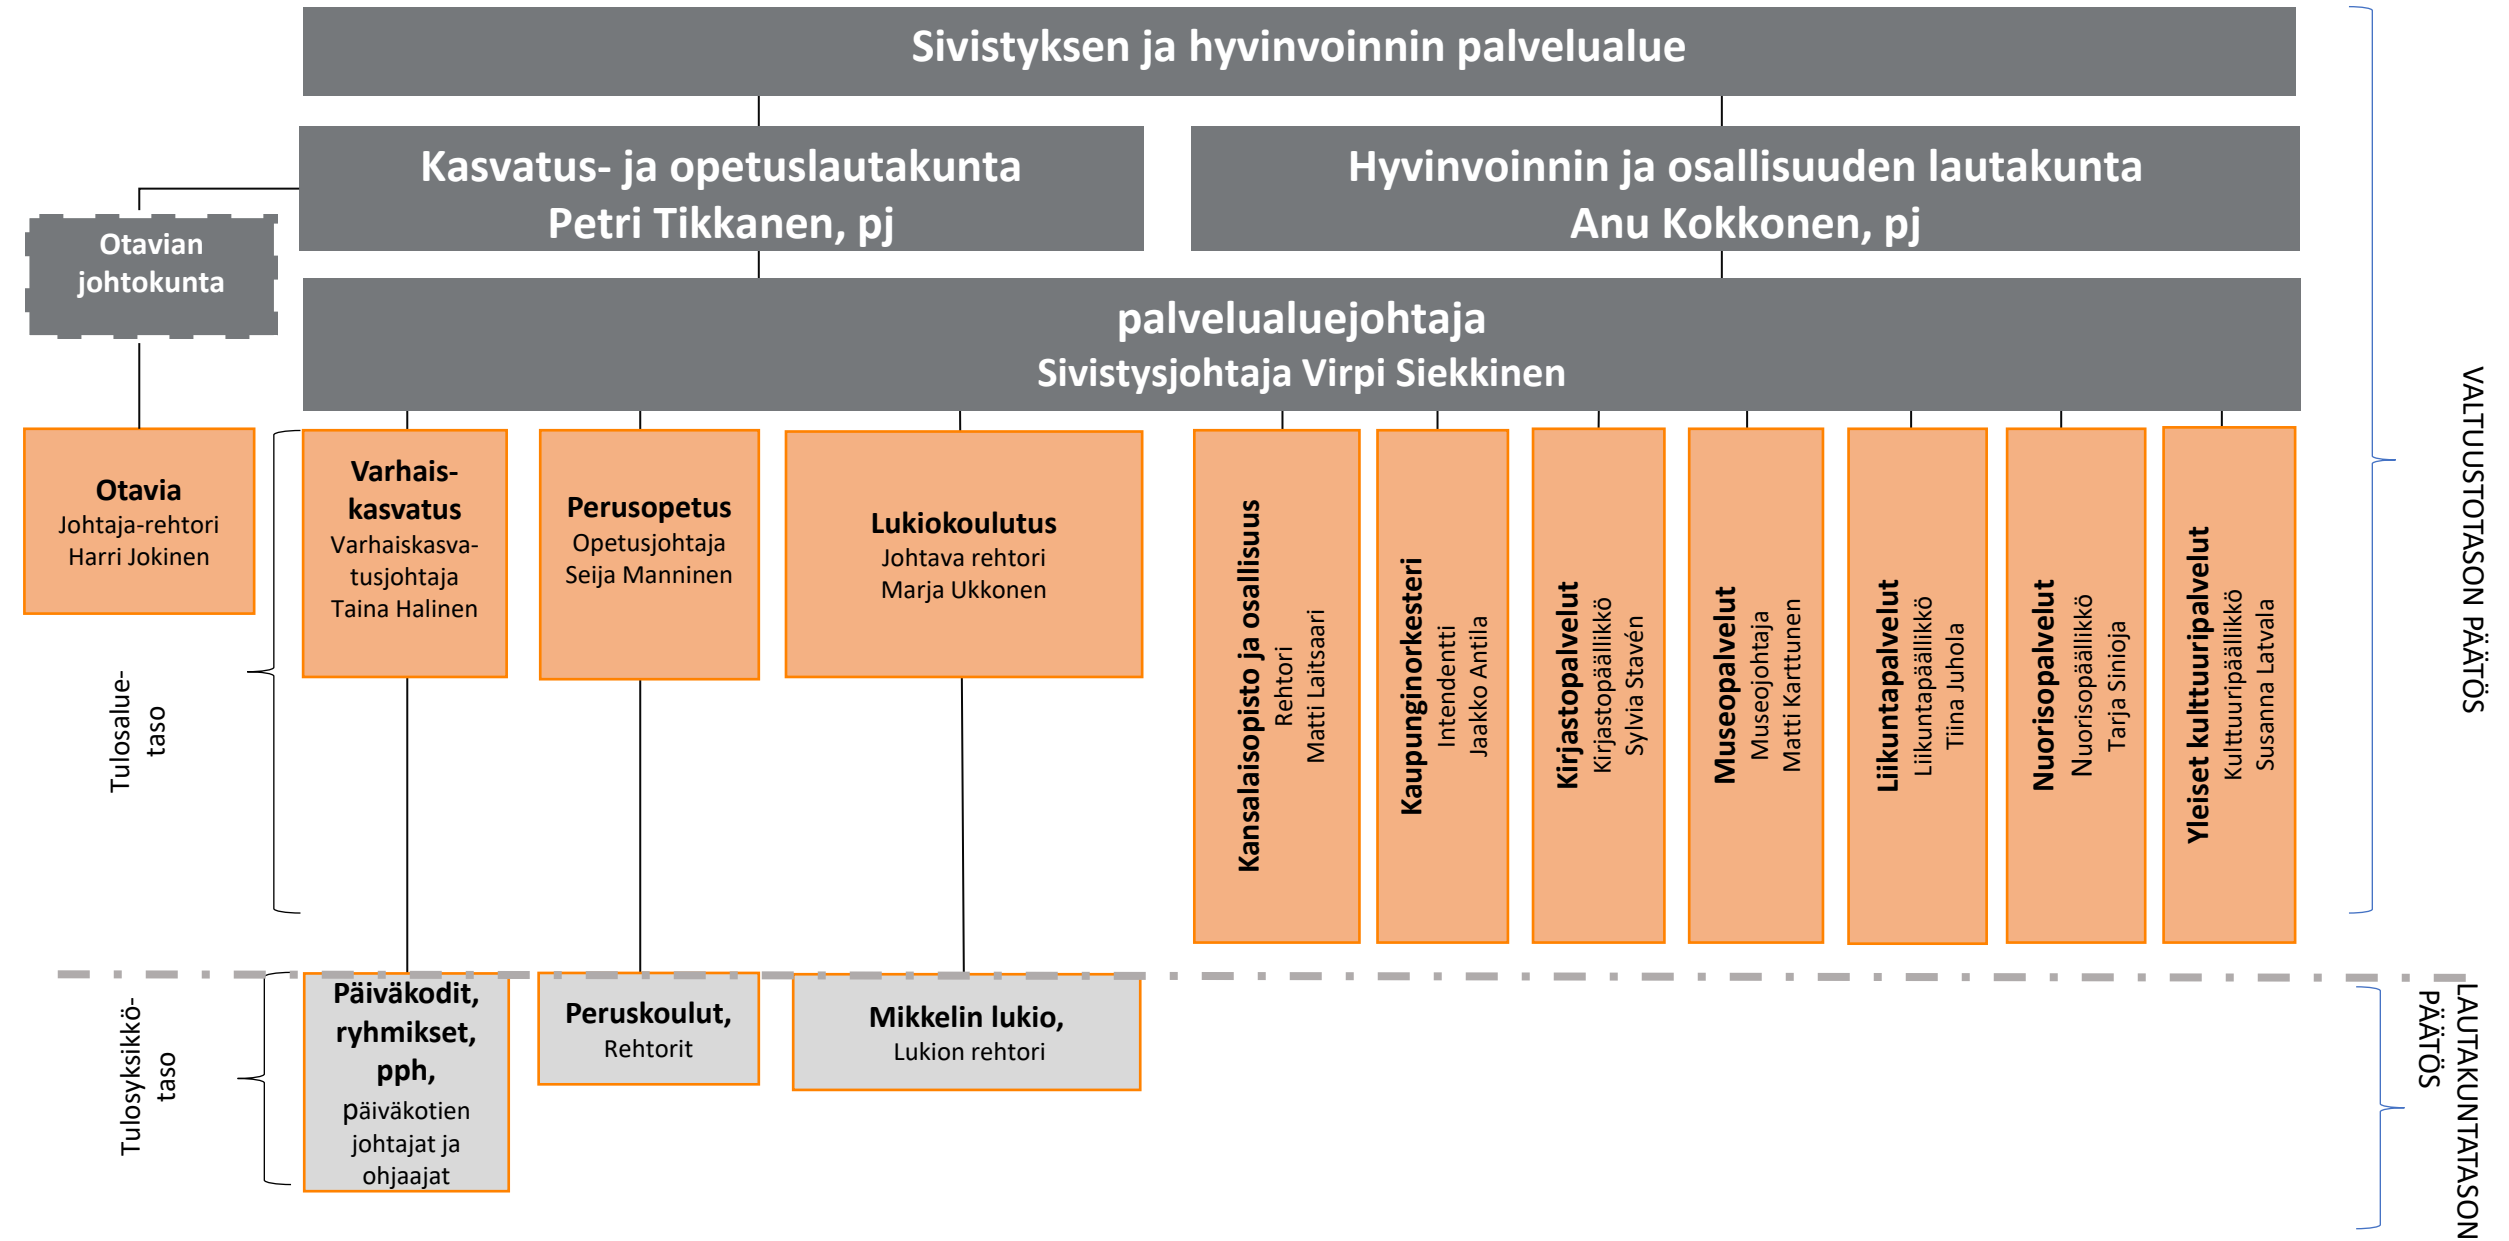 Sivistyksen ja hyvinvoinnin palvelualue
Kasvatus- ja opetuslautakunta
Petri Tikkanen, pj
Hyvinvoinnin ja osallisuuden lautakunta
Anu Kokkonen, pj
Otavian
johtokunta
palvelualuejohtaja
Sivistysjohtaja Virpi Siekkinen
Otavia
Johtaja-rehtori
Harri Jokinen
Varhais-
kasvatus
Varhaiskasva-
tusjohtaja
Taina Halinen
Perusopetus
Opetusjohtaja
Seija Manninen
Lukiokoulutus
Johtava rehtori
Marja Ukkonen
Kansalaisopisto ja osallisuus
Rehtori
Matti Laitsaari
Kaupunginorkesteri
Intendentti
Jaakko Antila
Kirjastopalvelut
Kirjastopäällikkö
Sylvia Stavén
Museopalvelut
Museojohtaja
Matti Karttunen
Liikuntapalvelut
Liikuntapäällikkö
Tiina Juhola
Nuorisopalvelut
Nuorisopäällikkö
Tarja Sinioja
Yleiset kulttuuripalvelut
Kulttuuripäällikkö
Susanna Latvala
VALTUUSTOTASON PÄÄTÖS
Tulosalue-
taso
Tulosyksikkö-
taso
Päiväkodit,
ryhmikset,
pph,
päiväkotien
johtajat ja
ohjaajat
Peruskoulut,
Rehtorit
Mikkelin lukio,
Lukion rehtori
LAUTAKUNTATASON
PÄÄTÖS